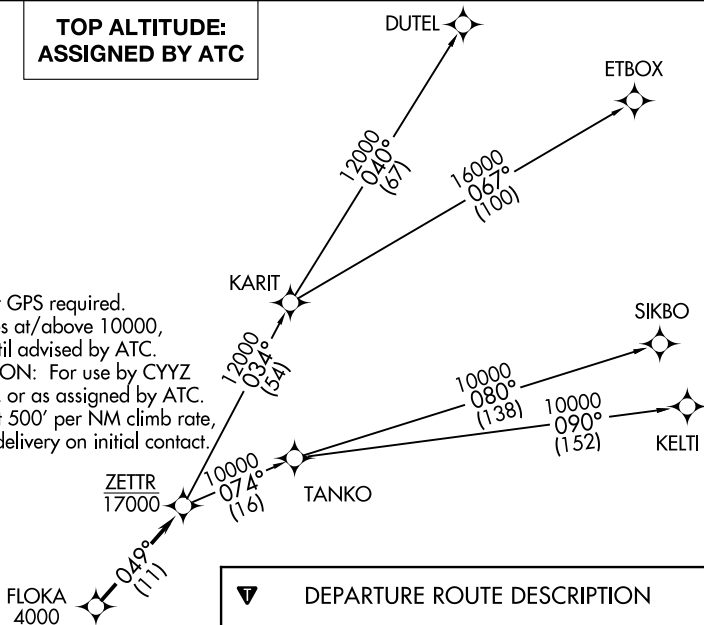 TOP ALTITUDE:
ASSIGNED BY ATC
DUTEL
ETBOX
12000
040°
(67)
16000
067°
(100)
KARIT
GPS required.
at/above 10000,
advised by ATC.
For use by CYYZ
or as assigned by ATC.
500' per NM climb rate,
delivery on initial contact.
12000
034°
(54)
SIKBO
10000
080°
(138)
10000
090°
(152)
KELTI
ZETTR
17000
10000
074°
(16)
TANKO
049°
(11)
FLOKA
4000
T DEPARTURE ROUTE DESCRIPTION